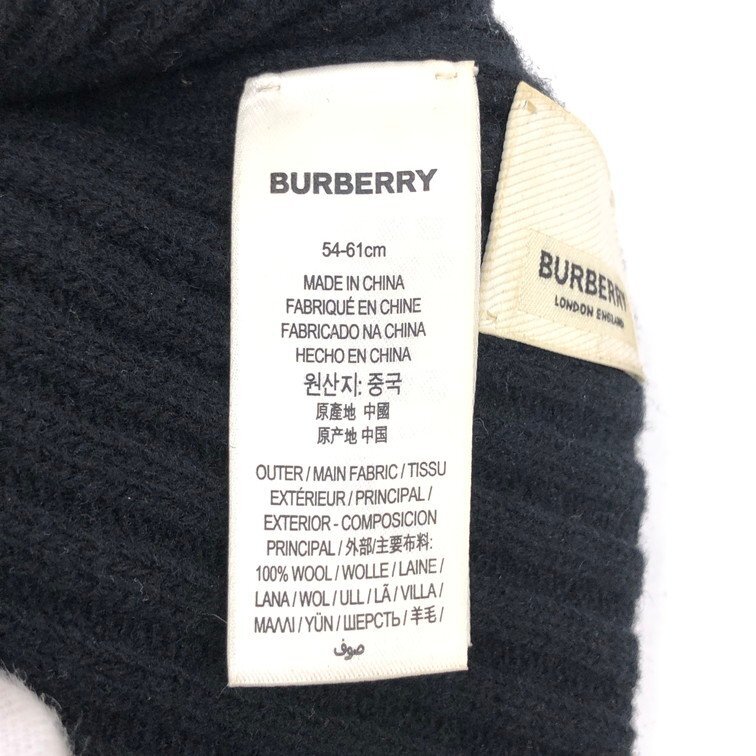 BURBERRY
54-61cm
MADE IN CHINA
FABRIQUÉ EN CHINE
FABRICADO NA CHINA
HECHO EN CHINA
원산지: 중국
原產地 中國
原产地 中国
OUTER / MAIN FABRIC / TISSU
EXTÉRIEUR / PRINCIPAL /
EXTERIOR - COMPOSICION
PRINCIPAL / 外部/主要布料:
100% WOOL / WOLLE / LAINE /
LANA / WOL / ULL / LÃ / VILLA /
ΜΑΛΛΙ / YÜN / ШЕРСТЬ / 羊毛 /
صوف
BURBERRY
LONDON ENGLAND